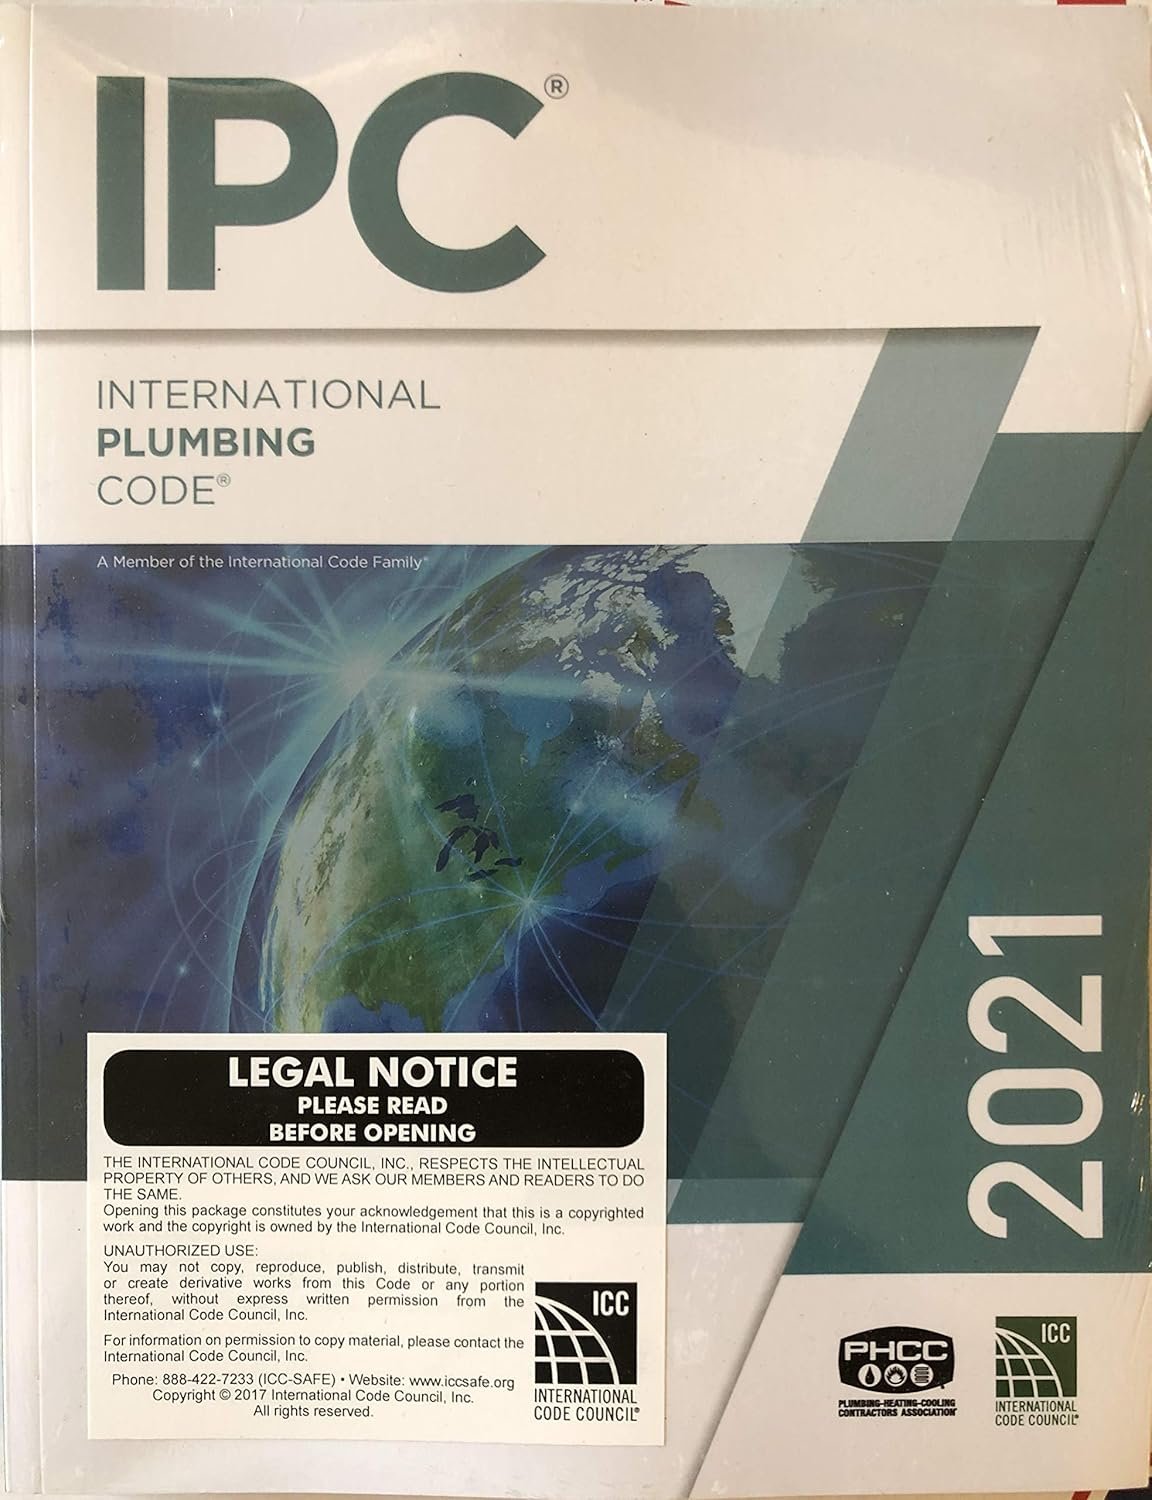 IPC®
INTERNATIONAL
PLUMBING
CODE®
A Member of the International Code Family®
2021
LEGAL NOTICE
PLEASE READ
BEFORE OPENING
THE INTERNATIONAL CODE COUNCIL, INC., RESPECTS THE INTELLECTUAL
PROPERTY OF OTHERS, AND WE ASK OUR MEMBERS AND READERS TO DO
THE SAME.
Opening this package constitutes your acknowledgement that this is a copyrighted
work and the copyright is owned by the International Code Council, Inc.
UNAUTHORIZED USE:
You may not copy, reproduce, publish, distribute, transmit
or create derivative works from this Code or any portion
thereof, without express written permission from the
International Code Council, Inc.
For information on permission to copy material, please contact the
International Code Council, Inc.
Phone: 888-422-7233 (ICC-SAFE) • Website: www.iccsafe.org
Copyright © 2017 International Code Council, Inc.
All rights reserved.
ICC
INTERNATIONAL
CODE COUNCIL®
PHCC
PLUMBING-HEATING-COOLING
CONTRACTORS ASSOCIATION
ICC
INTERNATIONAL
CODE COUNCIL®